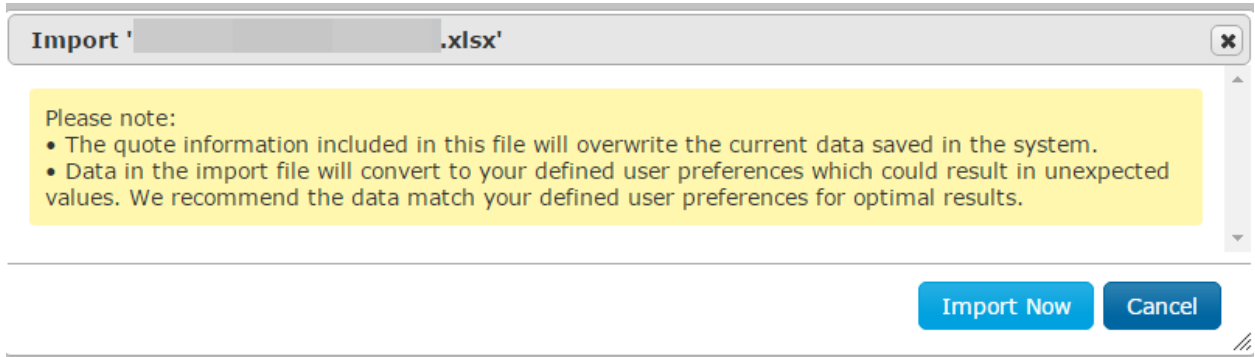 Import '.xlsx'
Please note:
• The quote information included in this file will overwrite the current data saved in the system.
• Data in the import file will convert to your defined user preferences which could result in unexpected
values. We recommend the data match your defined user preferences for optimal results.
Import Now Cancel